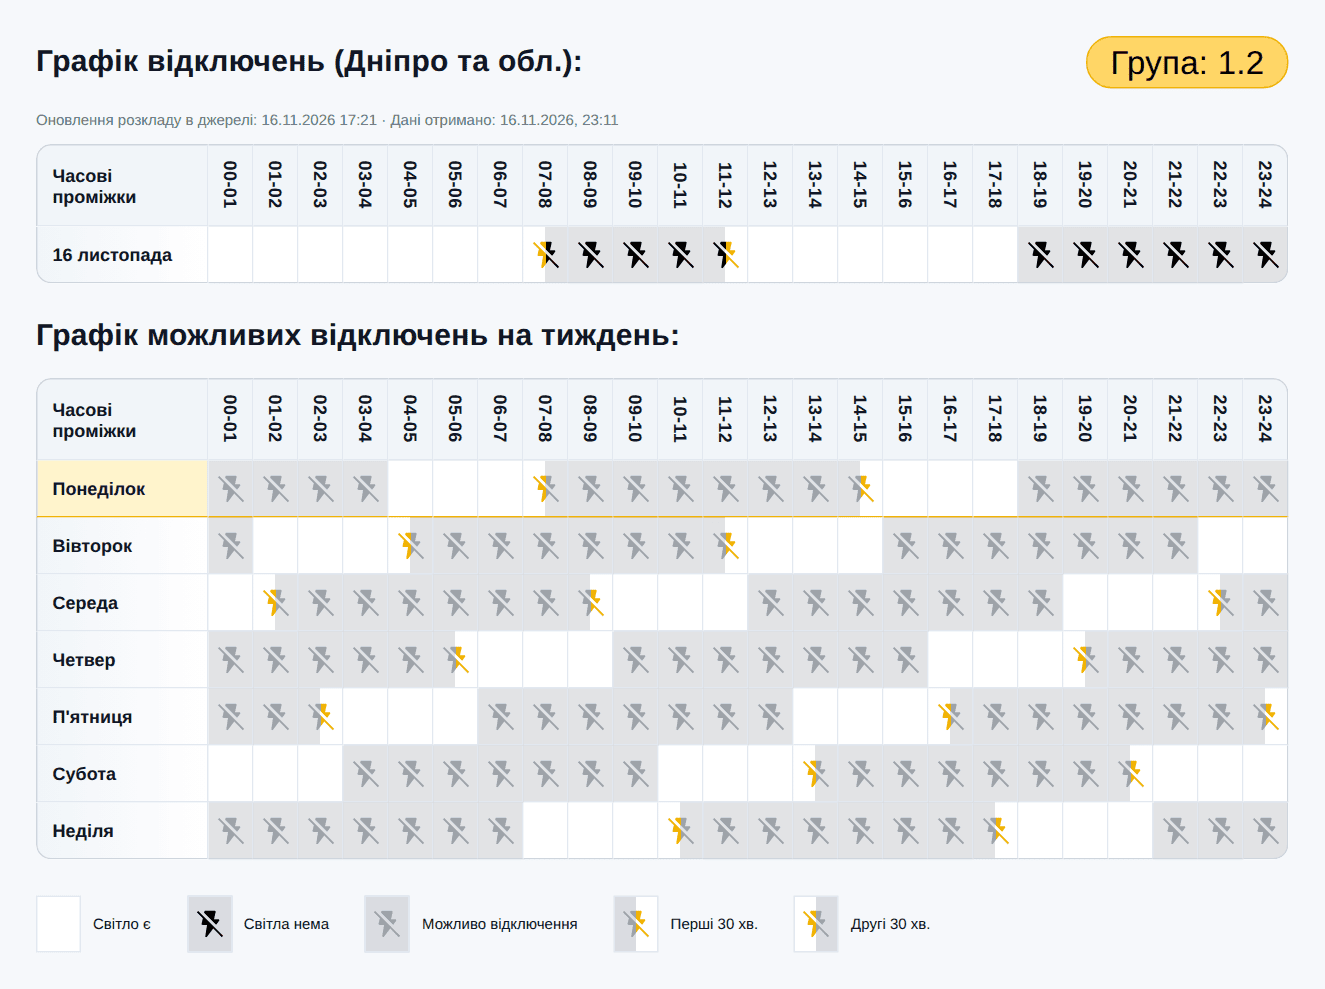 Графік відключень (Дніпро та обл.):
Група: 1.2
Оновлення розкладу в джерелі: 16.11.2026 17:21 · Дані отримано: 16.11.2026, 23:11
Часові
проміжки
00-01 01-02 02-03 03-04 04-05 05-06 06-07 07-08 08-09 09-10 10-11 11-12 12-13 13-14 14-15 15-16 16-17 17-18 18-19 19-20 20-21 21-22 22-23 23-24
16 листопада
Графік можливих відключень на тиждень:
Часові
проміжки
00-01 01-02 02-03 03-04 04-05 05-06 06-07 07-08 08-09 09-10 10-11 11-12 12-13 13-14 14-15 15-16 16-17 17-18 18-19 19-20 20-21 21-22 22-23 23-24
Понеділок
Вівторок
Середа
Четвер
П'ятниця
Субота
Неділя
Світло є
Світла нема
Можливо відключення
Перші 30 хв.
Другі 30 хв.